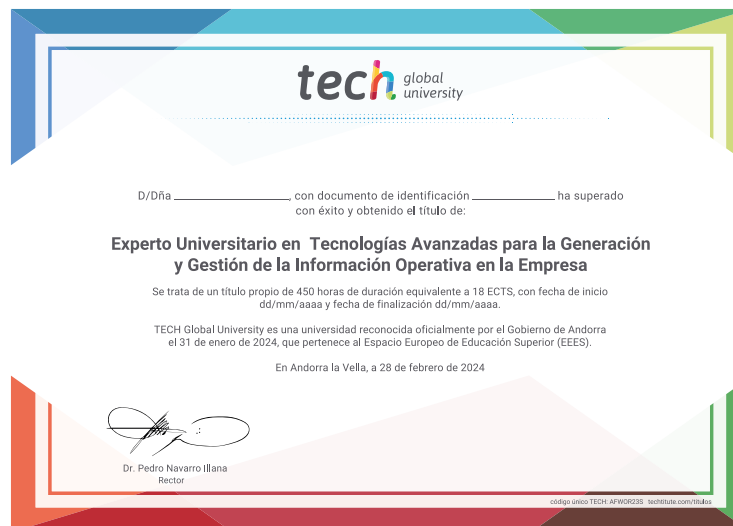 tech global university
D/Dña ____________________, con documento de identificación ______________ ha superado
con éxito y obtenido el título de:
Experto Universitario en Tecnologías Avanzadas para la Generación
y Gestión de la Información Operativa en la Empresa
Se trata de un título propio de 450 horas de duración equivalente a 18 ECTS, con fecha de inicio
dd/mm/aaaa y fecha de finalización dd/mm/aaaa.
TECH Global University es una universidad reconocida oficialmente por el Gobierno de Andorra
el 31 de enero de 2024, que pertenece al Espacio Europeo de Educación Superior (EEES).
En Andorra la Vella, a 28 de febrero de 2024
Dr. Pedro Navarro Illana
Rector
código único TECH: AFWOR23S techtitute.com/titulos